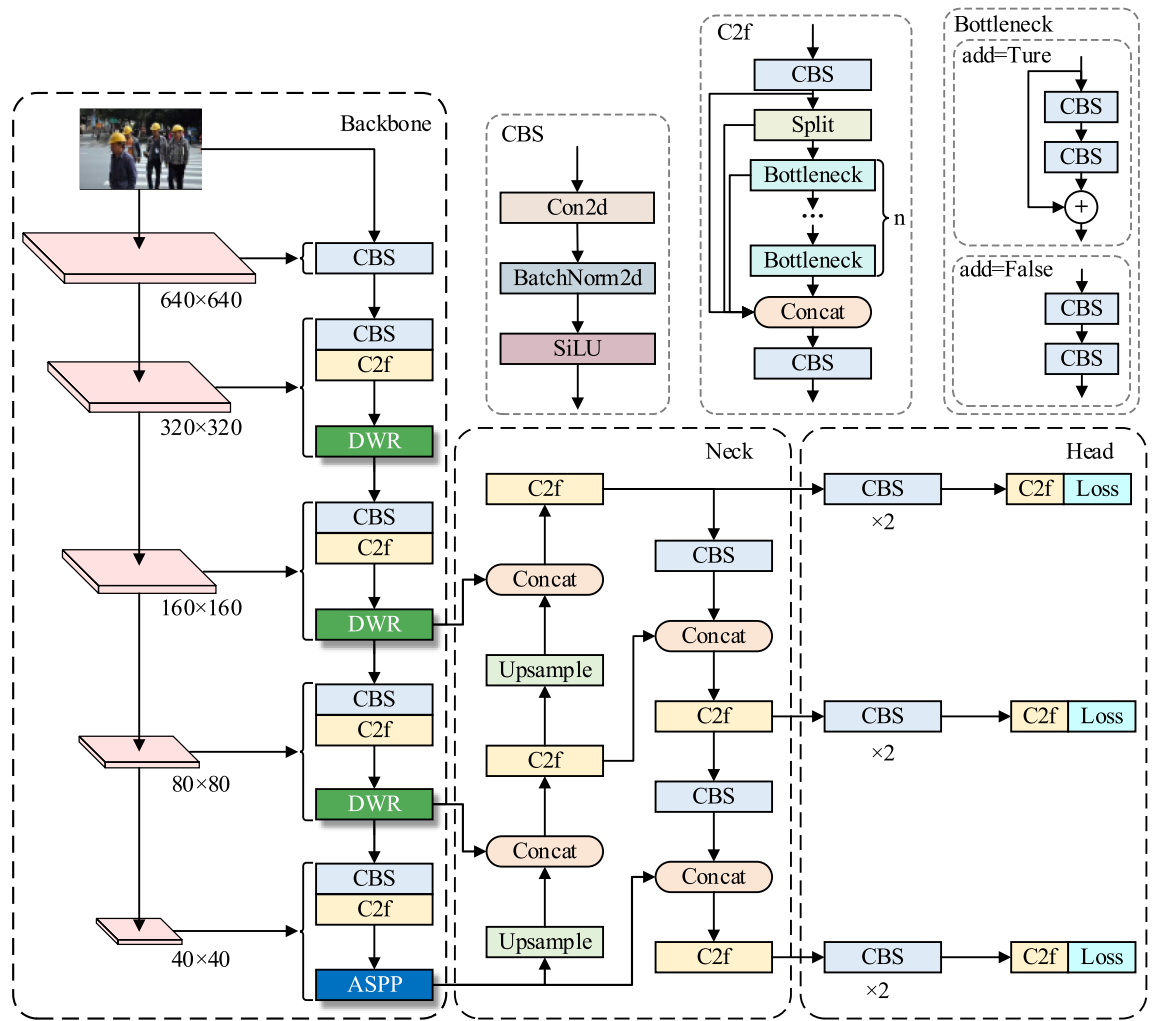 Backbone
640×640
CBS
320×320
CBS
C2f
DWR
160×160
CBS
C2f
DWR
80×80
CBS
C2f
DWR
40×40
CBS
C2f
ASPP
CBS
Con2d
BatchNorm2d
SiLU
C2f
CBS
Split
Bottleneck
...
n
Bottleneck
Concat
CBS
Bottleneck
add=Ture
CBS
CBS
+
add=False
CBS
CBS
Neck
C2f
Concat
Upsample
C2f
Concat
Upsample
CBS
Concat
C2f
CBS
Concat
C2f
Head
CBS
×2
C2f Loss
CBS
×2
C2f Loss
CBS
×2
C2f Loss